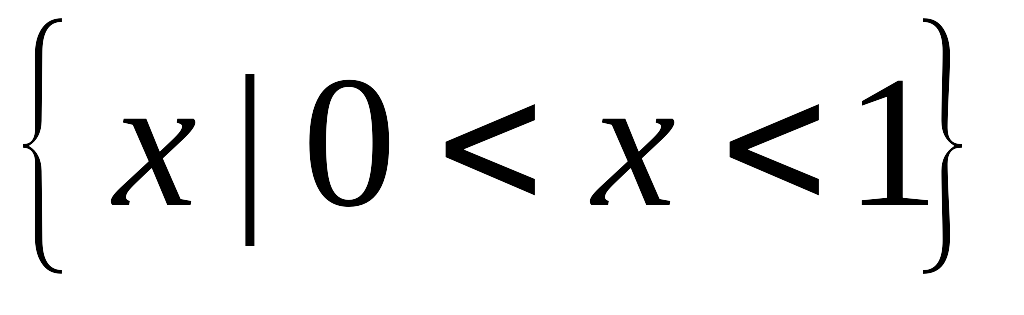 { x | 0 < x < 1}